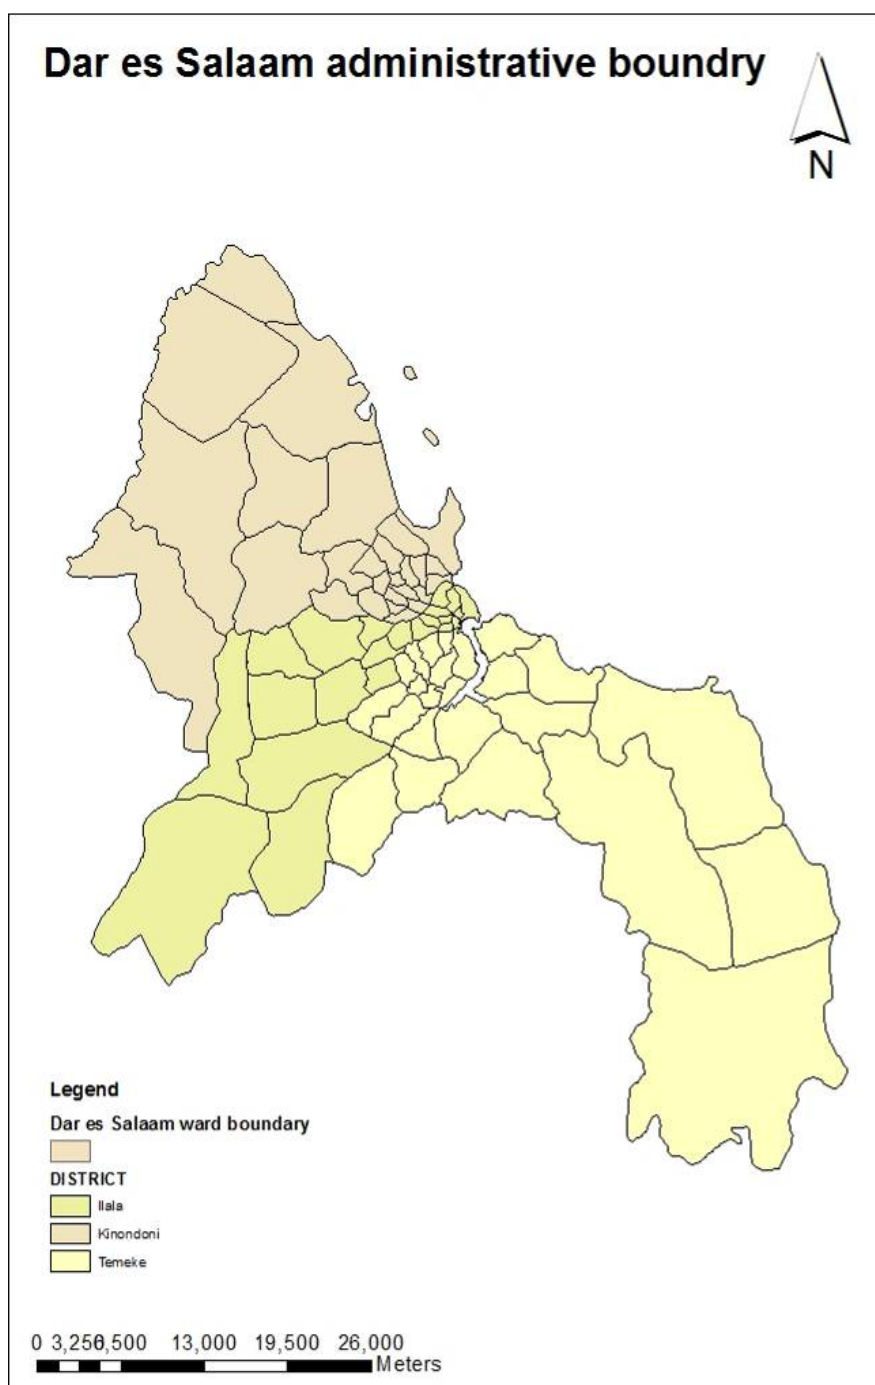 Dar es Salaam administrative boundry
N
Legend
Dar es Salaam ward boundary
DISTRICT
Ilala
Kinondoni
Temeke
0 3,250 6,500 13,000 19,500 26,000
Meters